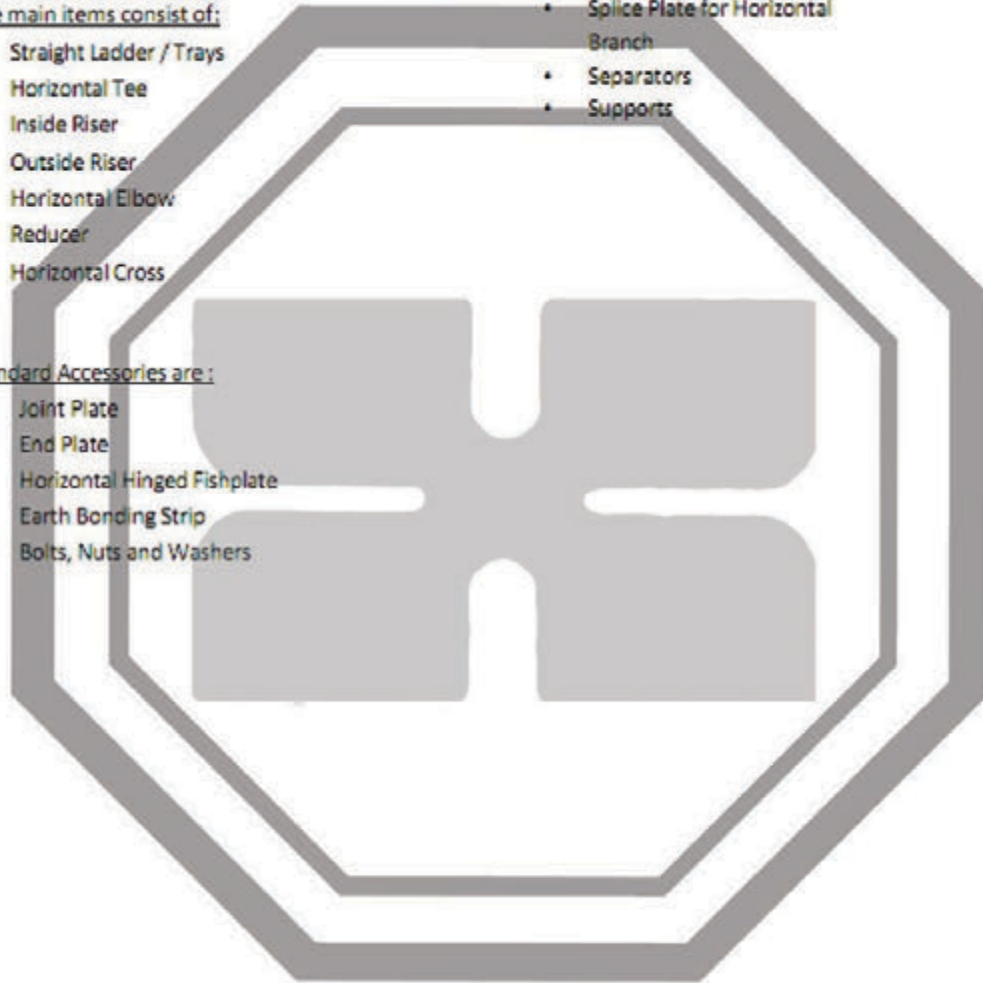 e main items consist of:
Straight Ladder / Trays
Horizontal Tee
Inside Riser
Outside Riser
Horizontal Elbow
Reducer
Horizontal Cross
ndard Accessories are :
Joint Plate
End Plate
Horizontal Hinged Fishplate
Earth Bonding Strip
Bolts, Nuts and Washers
• Splice Plate for Horizontal
Branch
• Separators
• Supports